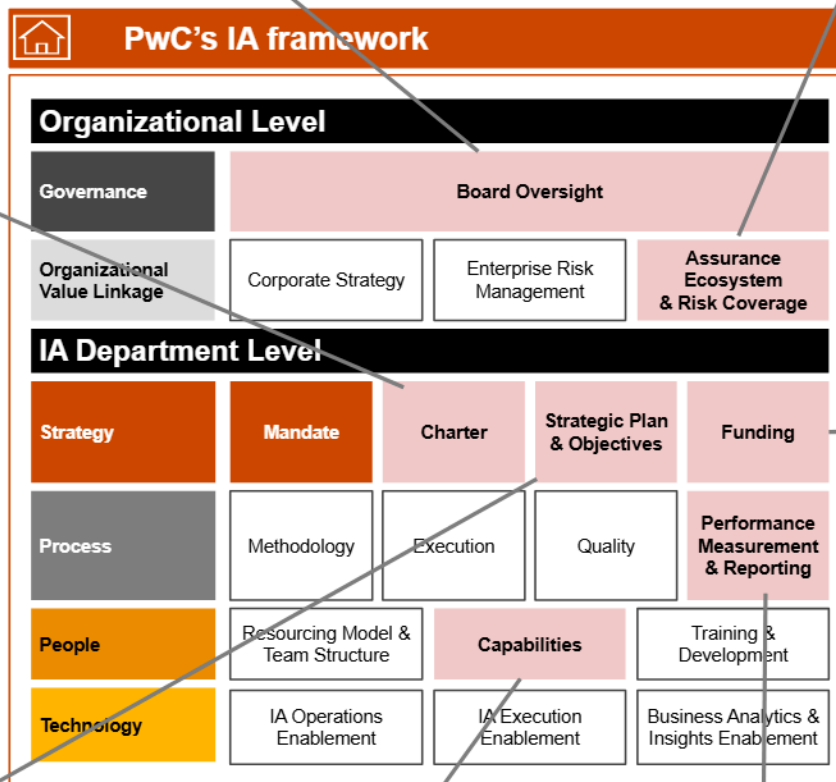 PwC's IA framework
Organizational Level
Governance
Board Oversight
Organizational
Value Linkage
Corporate Strategy
Enterprise Risk
Management
Assurance
Ecosystem
& Risk Coverage
IA Department Level
Strategy
Mandate
Charter
Strategic Plan
& Objectives
Funding
Process
Methodology
Execution
Quality
Performance
Measurement
& Reporting
People
Resourcing Model &
Team Structure
Capabilities
Training &
Development
Technology
IA Operations
Enablement
IA Execution
Enablement
Business Analytics &
Insights Enablement